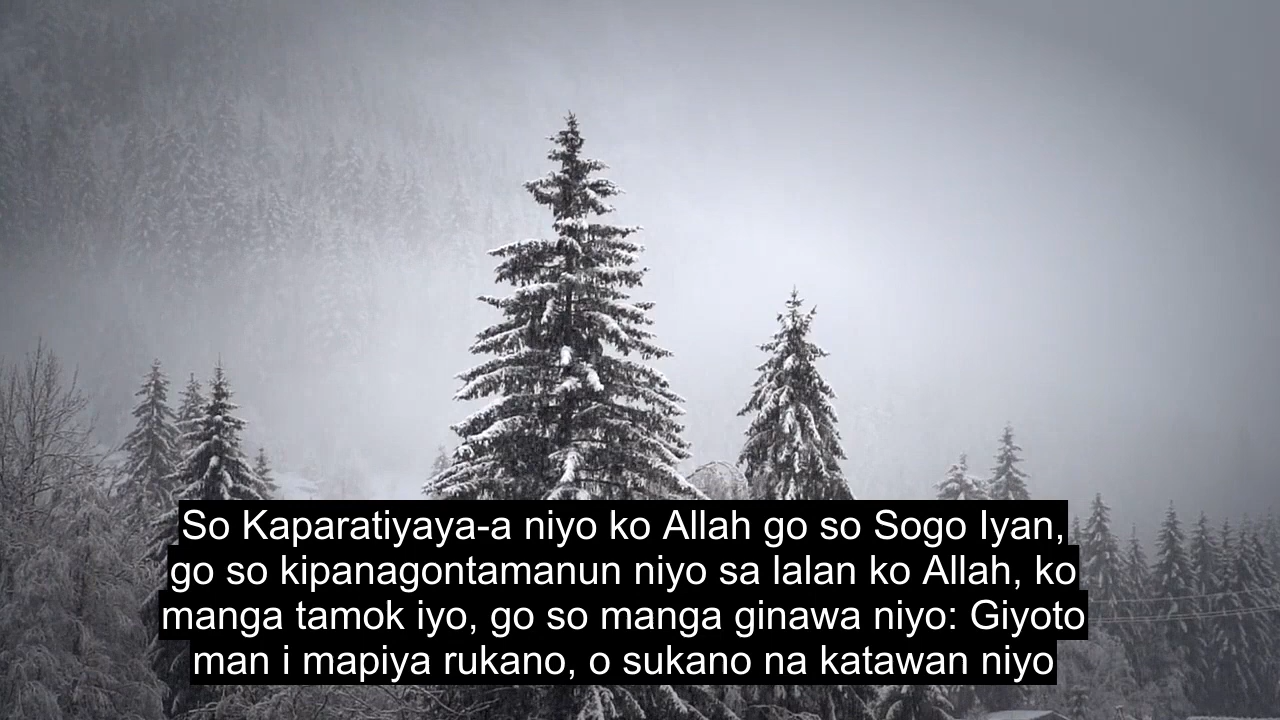 So Kaparatiyaya-a niyo ko Allah go so Sogo Iyan,
go so kipanagontamanun niyo sa lalan ko Allah, ko
manga tamok iyo, go so manga ginawa niyo: Giyoto
man i mapiya rukano, o sukano na katawan niyo